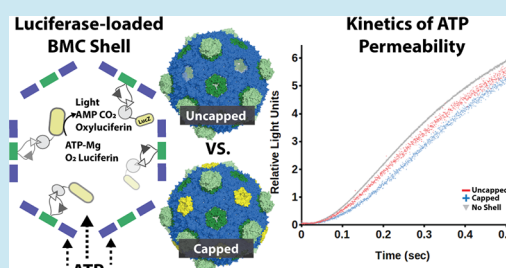 Luciferase-loaded
BMC Shell
Light
AMP CO₂
Oxyluciferin
LucZ
ATP-Mg
O₂ Luciferin
ATP
Uncapped
VS.
Capped
Kinetics of ATP
Permeability
Relative Light Units
6
5
4
3
2
1
0
0
0.1
0.2
0.3
0.4
Uncapped
Capped
No Shell
Time (sec)